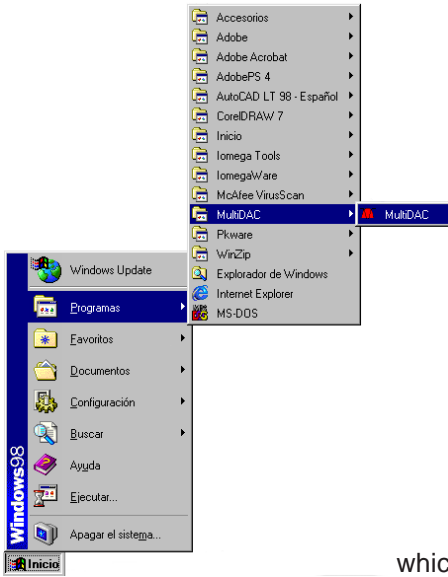 Accesorios
Adobe
Adobe Acrobat
AdobePS 4
AutoCAD LT 98 - Español
CorelDRAW 7
Inicio
Iomega Tools
IomegaWare
McAfee VirusScan
MultiDAC
MultiDAC
Pkware
WinZip
Explorador de Windows
Internet Explorer
MS-DOS
Windows Update
Programas
Favoritos
Documentos
Configuración
Buscar
Ayuda
Ejecutar...
Apagar el sistema...
Windows98
Inicio